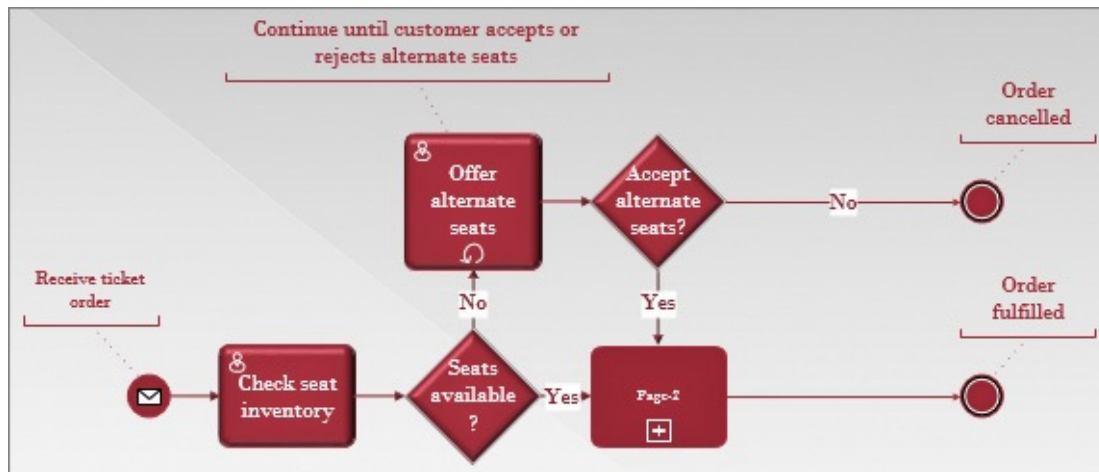 Continue until customer accepts or
rejects alternate seats
Order
cancelled
Offer
alternate
seats
Accept
alternate
seats?
No
Receive ticket
order
No
Yes
Order
fulfilled
Check seat
inventory
Seats
available
?
Yes
Page-2